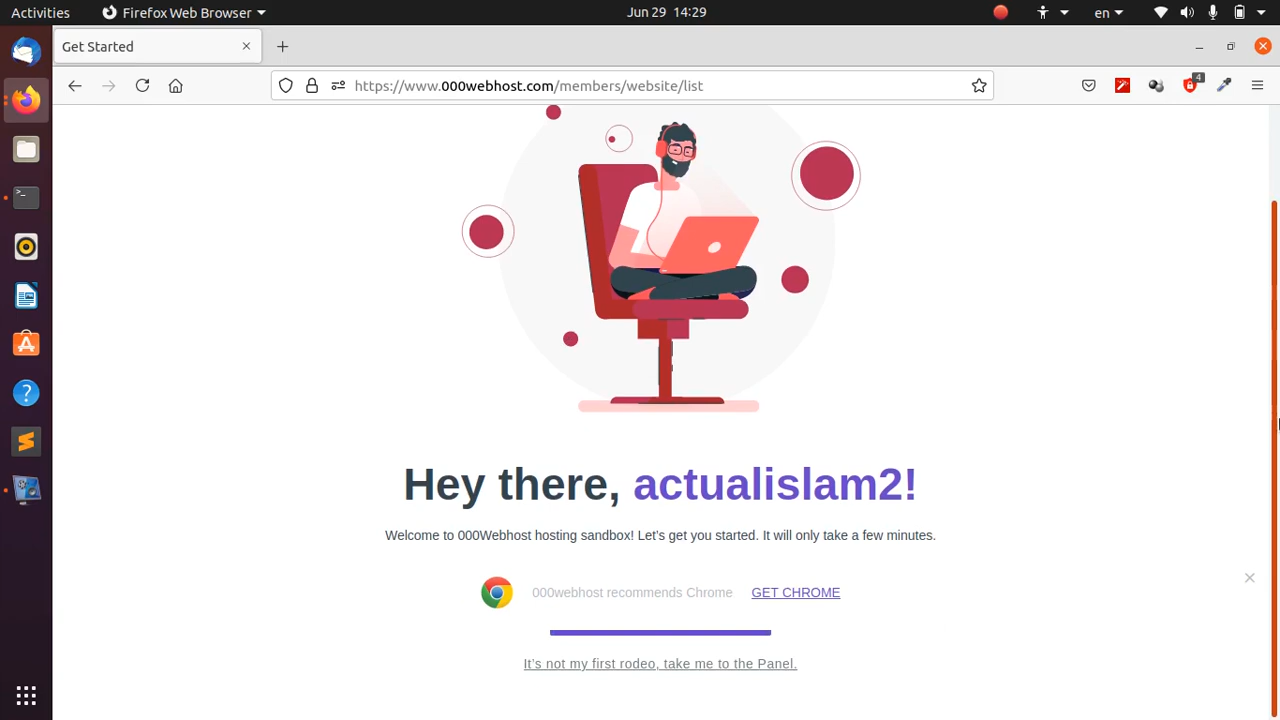 Activities
Firefox Web Browser
Jun 29 14:29
en
Get Started
https://www.000webhost.com/members/website/list
4
Hey there, actualislam2!
Welcome to 000Webhost hosting sandbox! Let's get you started. It will only take a few minutes.
000webhost recommends Chrome GET CHROME
It's not my first rodeo, take me to the Panel.